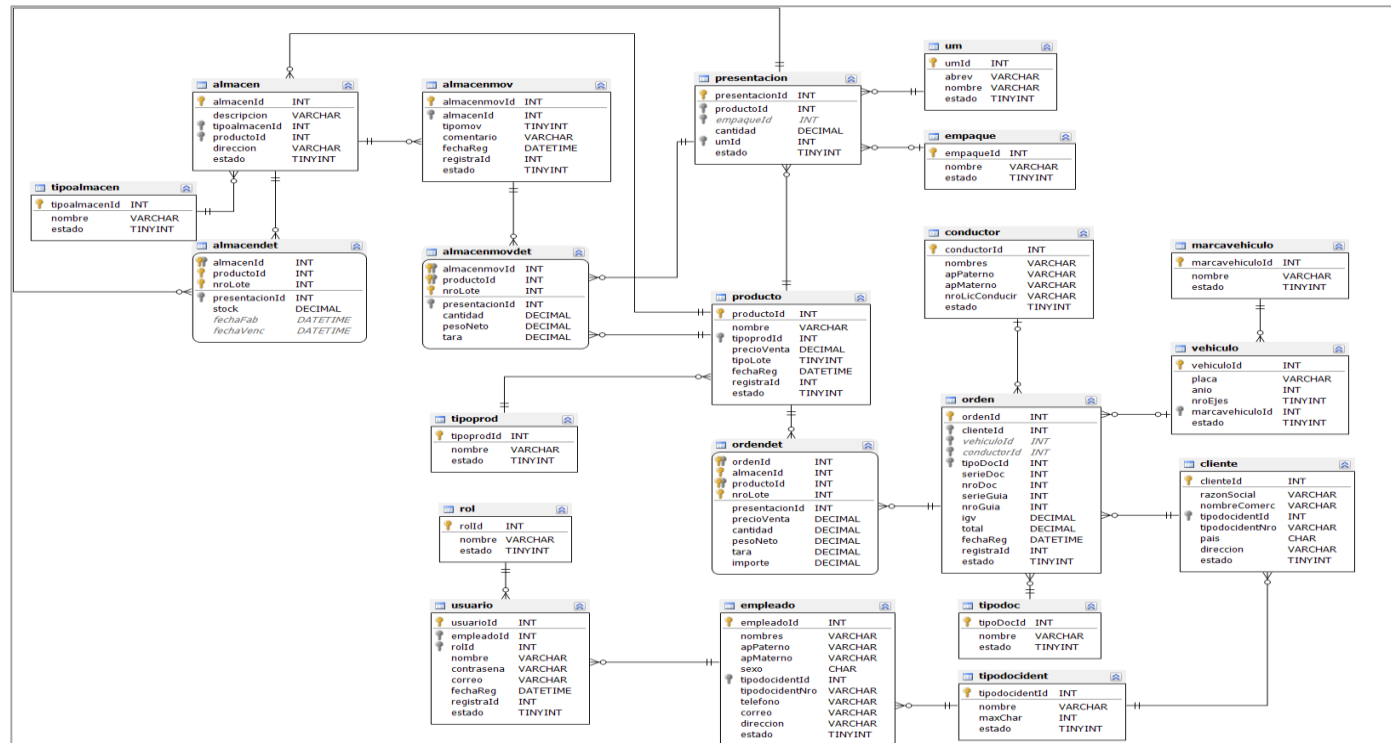 almacen
almacenId INT
descripcion VARCHAR
tipoalmacenId INT
productoId INT
direccion VARCHAR
estado TINYINT
almacenmov
almacenmovId INT
almacenId INT
tipomov TINYINT
comentario VARCHAR
fechaReg DATETIME
registraId INT
estado TINYINT
presentacion
presentacionId INT
productoId INT
empaqueId INT
cantidad DECIMAL
umId INT
estado TINYINT
um
umId INT
abrev VARCHAR
nombre VARCHAR
estado TINYINT
empaque
empaqueId INT
nombre VARCHAR
estado TINYINT
tipoalmacen
tipoalmacenId INT
nombre VARCHAR
estado TINYINT
almacendet
almacenId INT
productoId INT
nroLote INT
presentacionId INT
stock DECIMAL
fechaFab DATETIME
fechaVenc DATETIME
almacenmovdet
almacenmovId INT
productoId INT
nroLote INT
presentacionId INT
cantidad DECIMAL
pesoNeto DECIMAL
tara DECIMAL
conductor
conductorId INT
nombres VARCHAR
apPaterno VARCHAR
apMaterno VARCHAR
nroLicConducir VARCHAR
estado TINYINT
marcavehiculo
marcavehiculoId INT
nombre VARCHAR
estado TINYINT
producto
productoId INT
nombre VARCHAR
tipoprodId INT
precioVenta DECIMAL
tipoLote TINYINT
fechaReg DATETIME
registraId INT
estado TINYINT
vehiculo
vehiculoId INT
placa VARCHAR
anio INT
nroEjes TINYINT
marcavehiculoId INT
estado TINYINT
tipoprod
tipoprodId INT
nombre VARCHAR
estado TINYINT
orden
ordenId INT
clienteId INT
vehiculoId INT
conductorId INT
tipoDocId INT
serieDoc INT
nroDoc INT
serieGuia INT
nroGuia INT
igv DECIMAL
total DECIMAL
fechaReg DATETIME
registraId INT
estado TINYINT
ordendet
ordenId INT
almacenId INT
productoId INT
nroLote INT
presentacionId INT
precioVenta DECIMAL
cantidad DECIMAL
pesoNeto DECIMAL
tara DECIMAL
importe DECIMAL
cliente
clienteId INT
razonSocial VARCHAR
nombreComerc VARCHAR
tipodocidentId INT
tipodocidentNro VARCHAR
pais CHAR
direccion VARCHAR
estado TINYINT
rol
rolId INT
nombre VARCHAR
estado TINYINT
usuario
usuarioId INT
empleadoId INT
rolId INT
nombre VARCHAR
contrasena VARCHAR
correo VARCHAR
fechaReg DATETIME
registraId INT
estado TINYINT
empleado
empleadoId INT
nombres VARCHAR
apPaterno VARCHAR
apMaterno VARCHAR
sexo CHAR
tipodocidentId INT
tipodocidentNro VARCHAR
telefono VARCHAR
correo VARCHAR
direccion VARCHAR
estado TINYINT
tipodoc
tipoDocId INT
nombre VARCHAR
estado TINYINT
tipodocident
tipodocidentId INT
nombre VARCHAR
maxChar INT
estado TINYINT